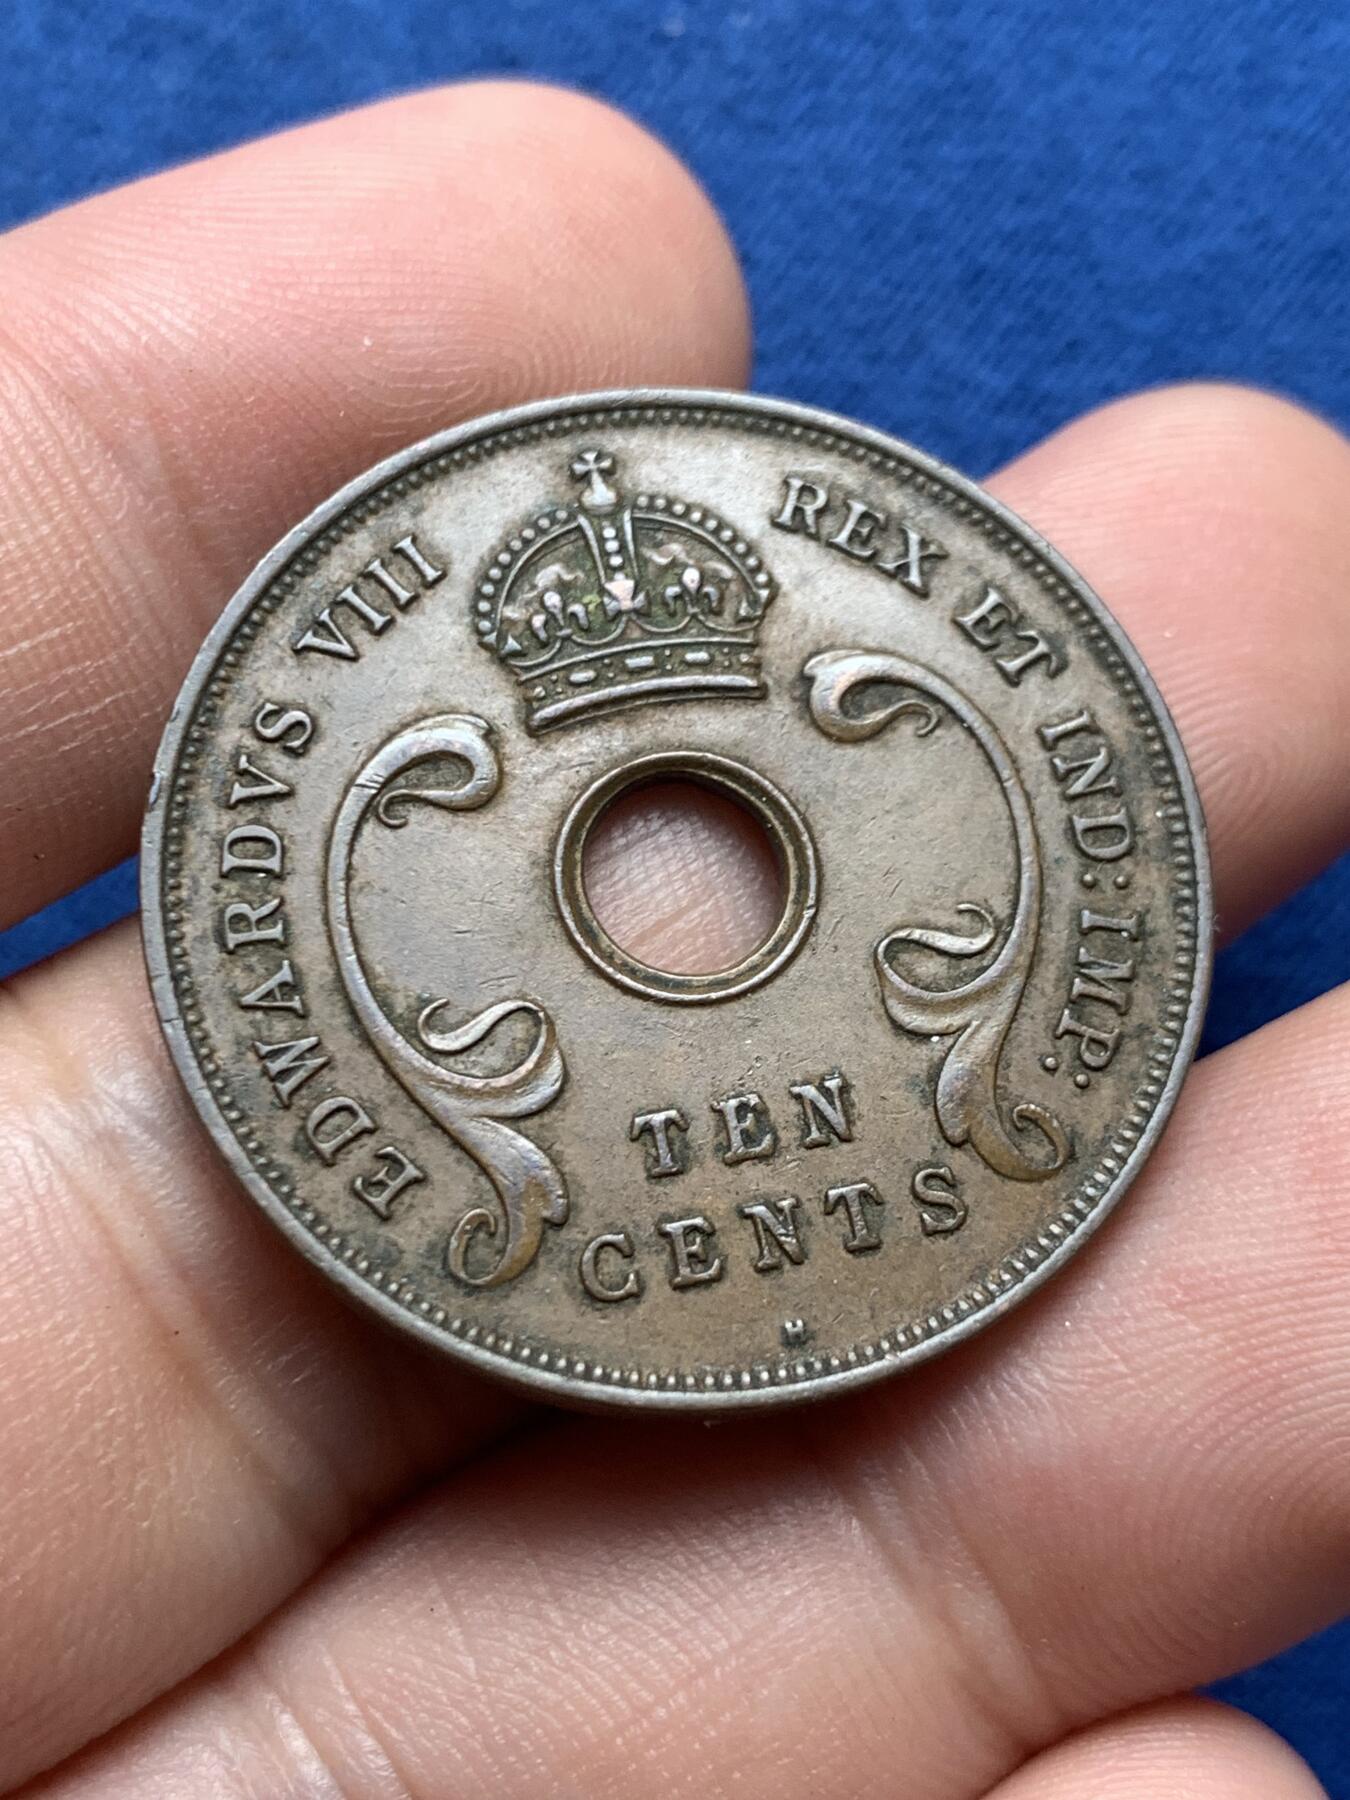 EDWARDVS VIII REX ET IND: IMP:
TEN
CENTS
H